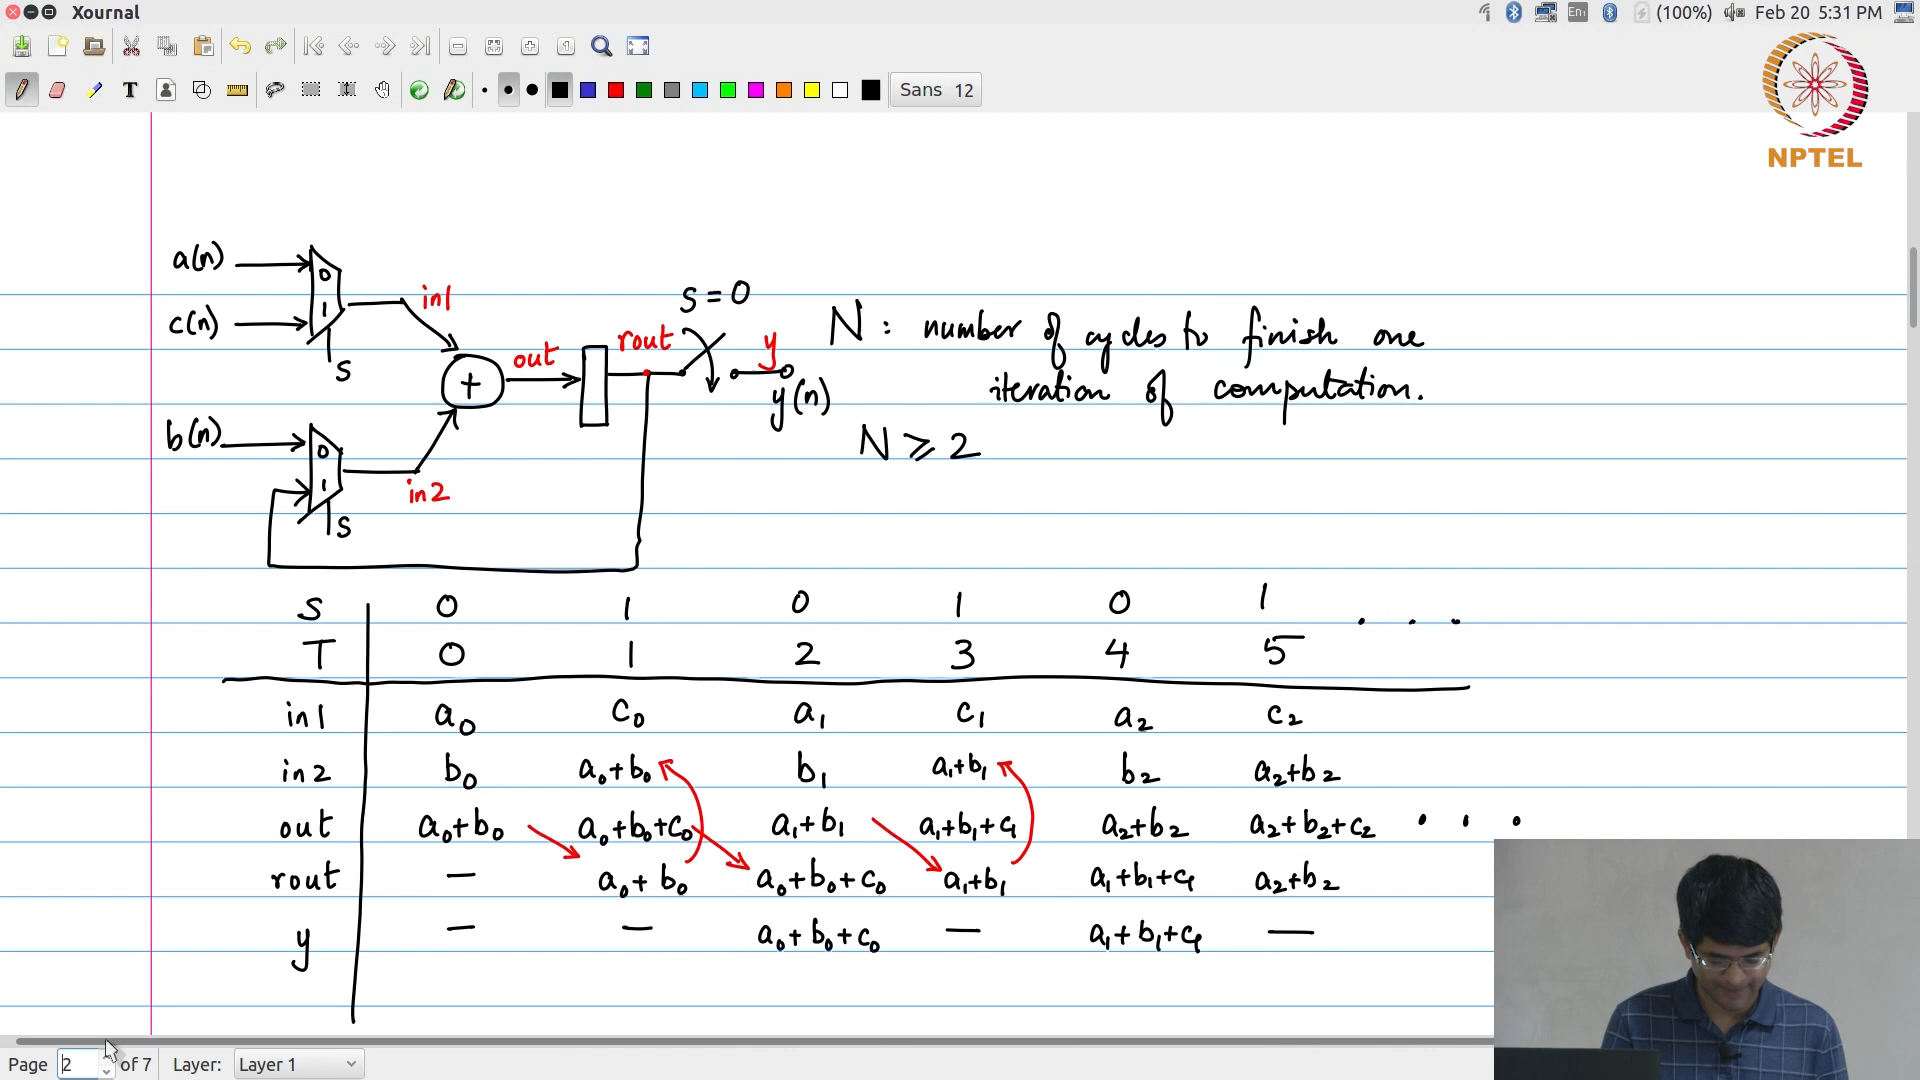 Xournal
En₁ (100%) Feb 20 5:31 PM
T Sans 12
NPTEL
a(n) 0 in1 s = 0
c(n) 1 out rout y N : number of cycles to finish one
S + y(n) iteration of computation.
b(n) 0 N ⩾ 2
1 in2
S
S 0 1 0 1 0 1 . . .
T 0 1 2 3 4 5
in1 a₀ c₀ a₁ c₁ a₂ c₂
in2 b₀ a₀+b₀ b₁ a₁+b₁ b₂ a₂+b₂
out a₀+b₀ a₀+b₀+c₀ a₁+b₁ a₁+b₁+c₁ a₂+b₂ a₂+b₂+c₂ . . .
rout — a₀+b₀ a₀+b₀+c₀ a₁+b₁ a₁+b₁+c₁ a₂+b₂
y — — a₀+b₀+c₀ — a₁+b₁+c₁ —
Page 2 of 7 Layer: Layer 1